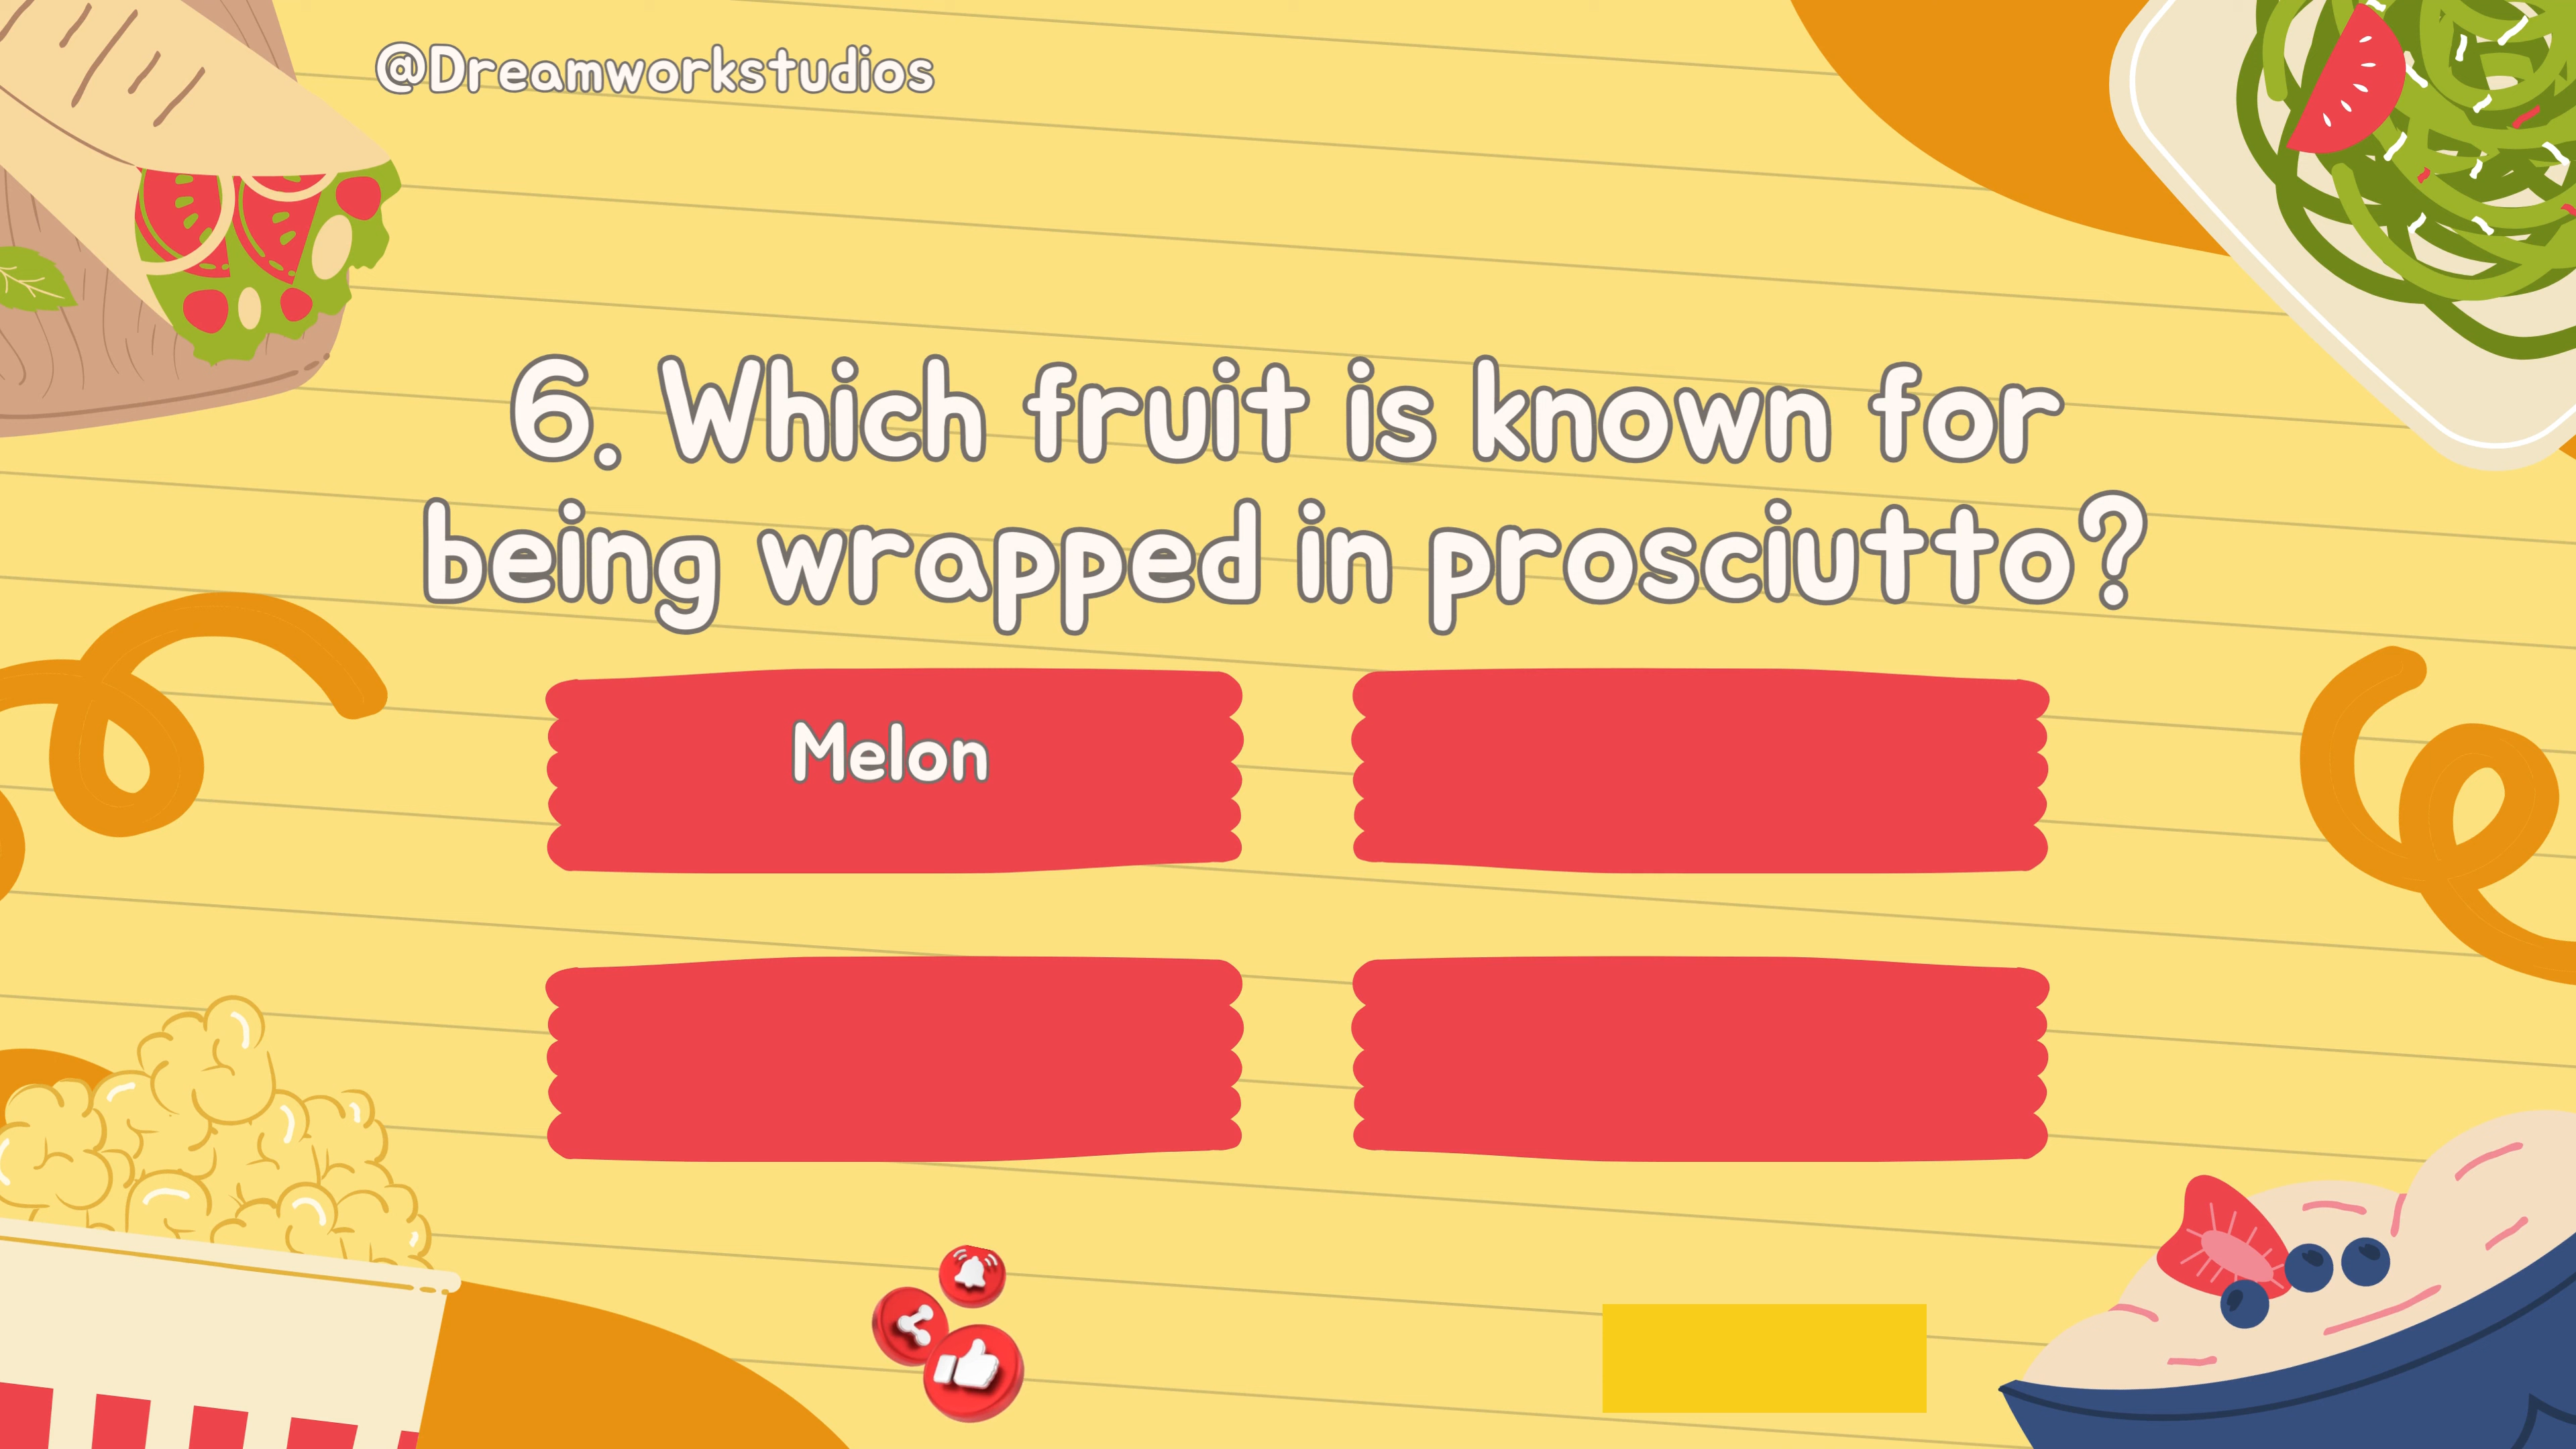 @Dreamworkstudios
6. Which fruit is known for
being wrapped in prosciutto?
Melon